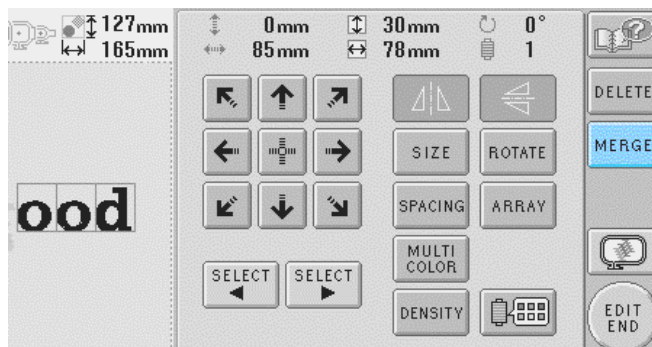 127mm 0mm 30mm 0°
165mm 85mm 78mm 1
DELETE
SIZE ROTATE MERGE
ood
SPACING ARRAY
MULTI
COLOR
SELECT SELECT
DENSITY
EDIT
END